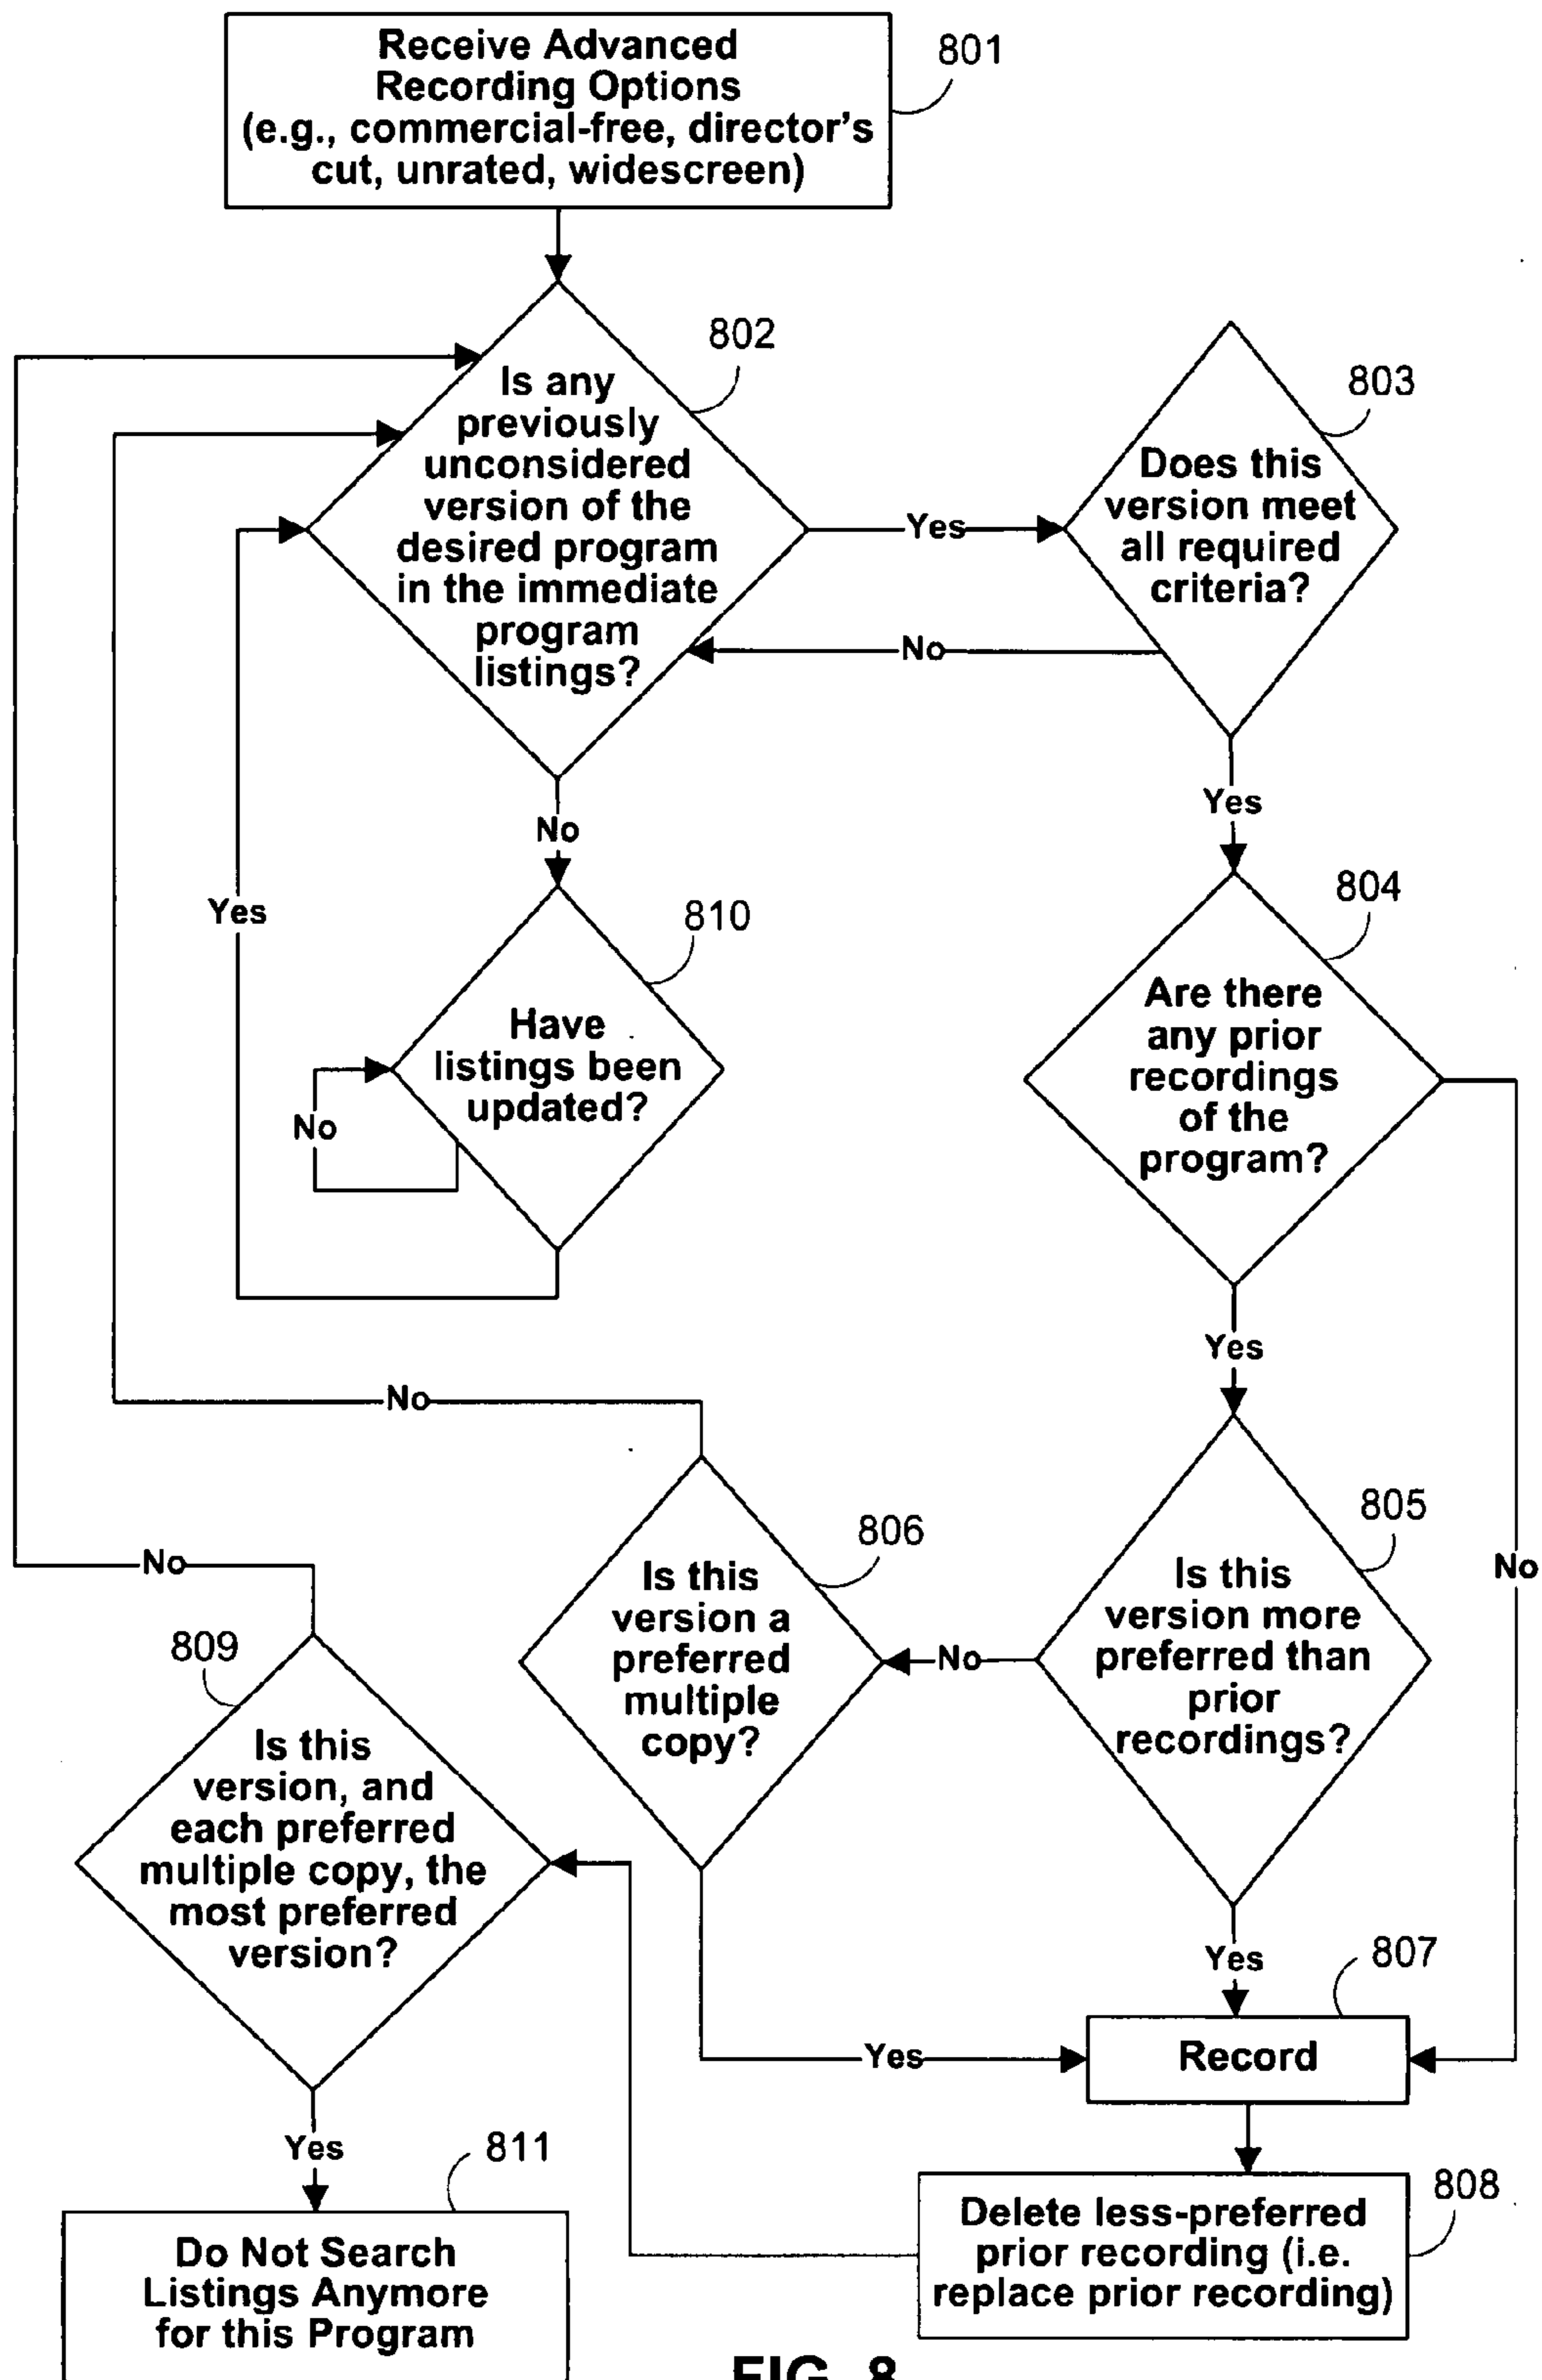 Receive Advanced
Recording Options
(e.g., commercial-free, director's
cut, unrated, widescreen)
801
802
Is any
previously
unconsidered
version of the
desired program
in the immediate
program
listings?
Yes
803
Does this
version meet
all required
criteria?
No
Yes
No
Yes
810
Have
listings been
updated?
No
804
Are there
any prior
recordings
of the
program?
Yes
No
No
805
Is this
version more
preferred than
prior
recordings?
No
806
Is this
version a
preferred
multiple
copy?
No
809
Is this
version, and
each preferred
multiple copy, the
most preferred
version?
Yes
807
Record
Yes
Yes
811
Do Not Search
Listings Anymore
for this Program
808
Delete less-preferred
prior recording (i.e.
replace prior recording)
FIG. 8